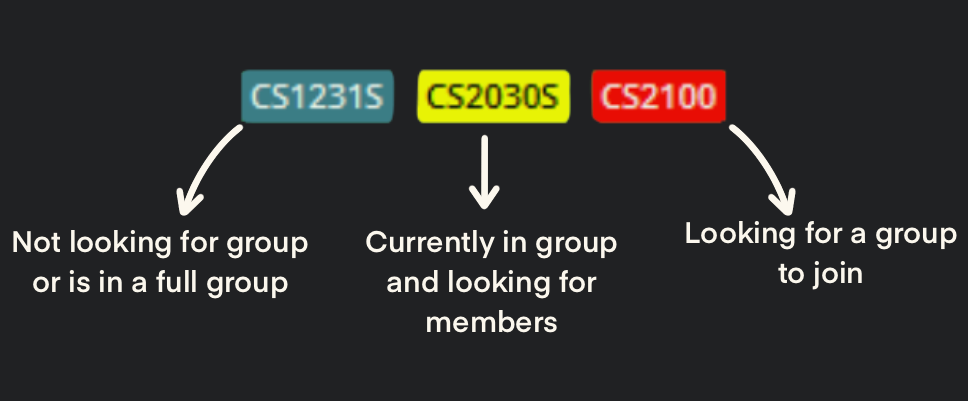 CS1231S CS2030S CS2100
Not looking for group
or is in a full group
Currently in group
and looking for
members
Looking for a group
to join